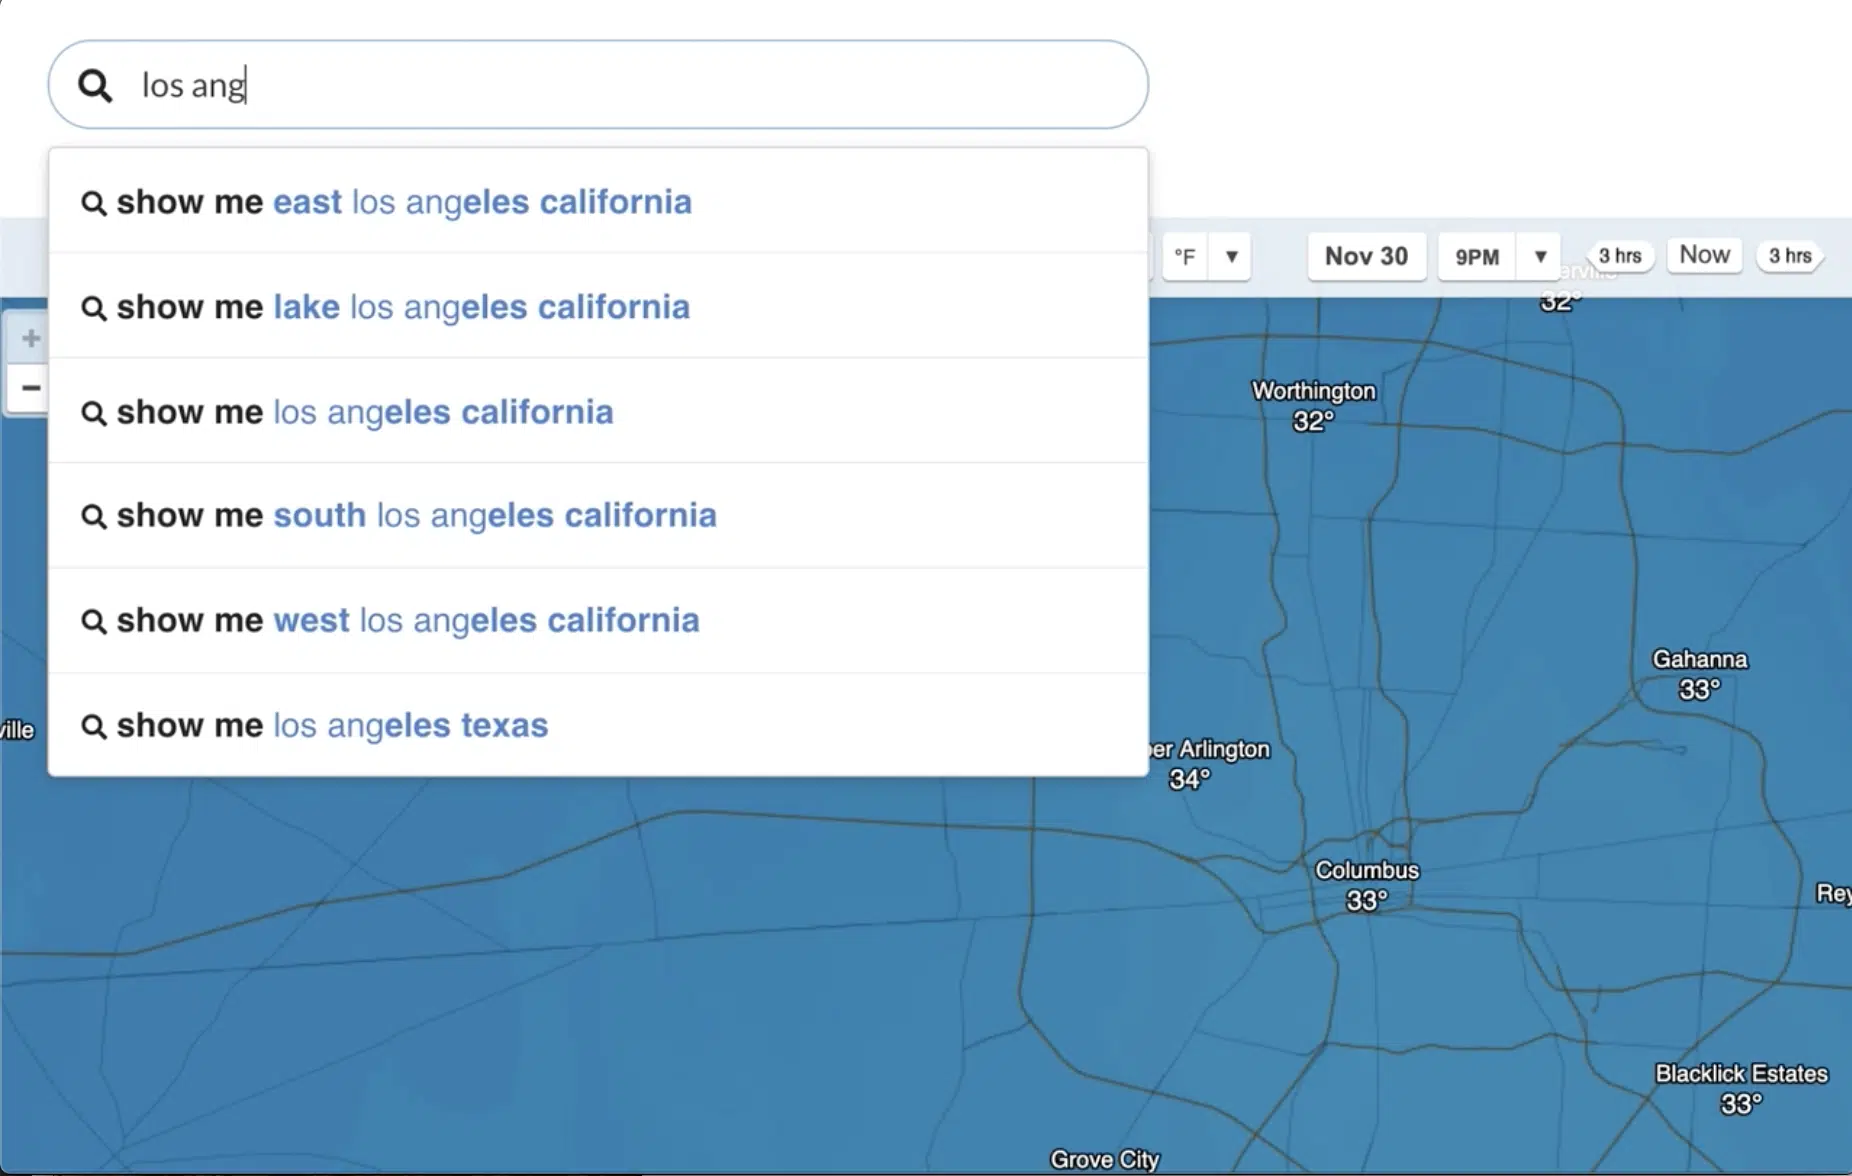 los ang
show me east los angeles california
show me lake los angeles california
show me los angeles california
show me south los angeles california
show me west los angeles california
show me los angeles texas
°F ▼ Nov 30 9PM ▼ 3 hrs Now 3 hrs
32°
+
−
Worthington
32°
Gahanna
33°
ville
er Arlington
34°
Columbus
33°
Rey
Blacklick Estates
33°
Grove City